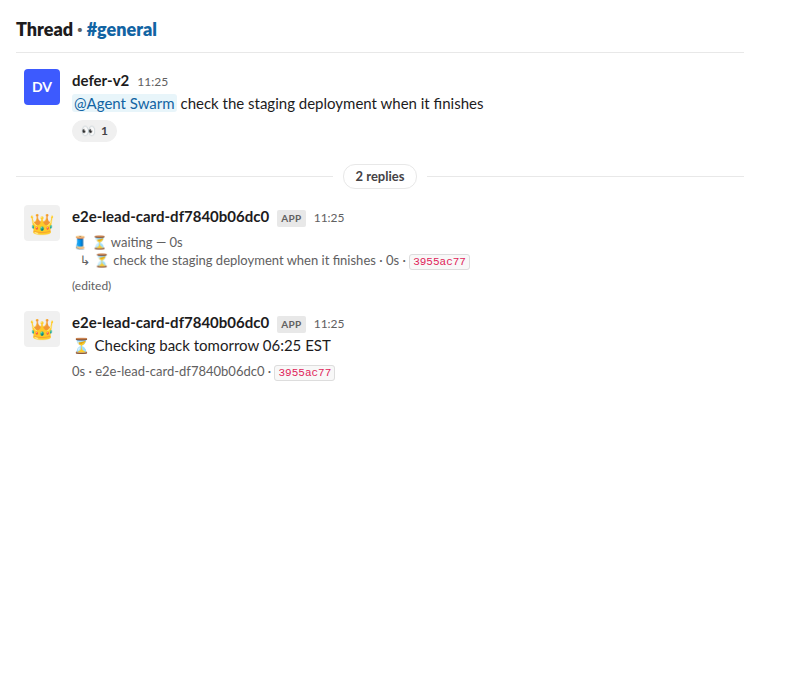 Thread • #general
DV
defer-v2 11:25
@Agent Swarm check the staging deployment when it finishes
👀 1
2 replies
e2e-lead-card-df7840b06dc0 APP 11:25
🧵 ⏳ waiting — 0s
↳ ⏳ check the staging deployment when it finishes · 0s · 3955ac77
(edited)
e2e-lead-card-df7840b06dc0 APP 11:25
⏳ Checking back tomorrow 06:25 EST
0s · e2e-lead-card-df7840b06dc0 · 3955ac77